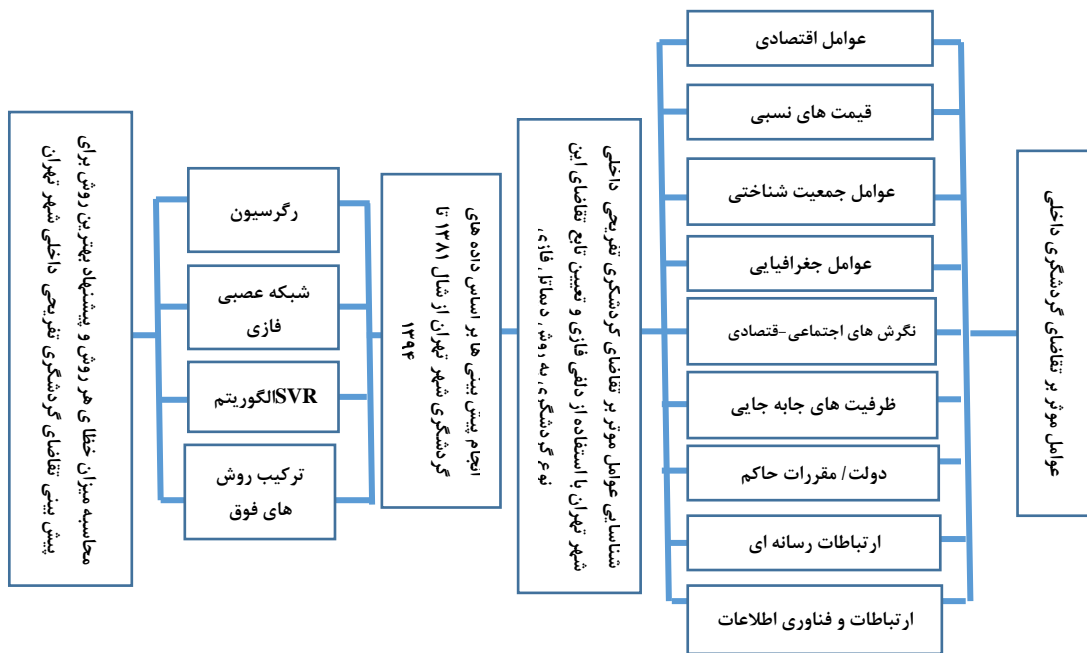 عوامل موثر بر تقاضای گردشگری داخلی
عوامل اقتصادی
قیمت های نسبی
عوامل جمعیت شناختی
عوامل جغرافیایی
نگرش های اجتماعی-قتصادی
ظرفیت های جابه جایی
دولت/ مقررات حاکم
ارتباطات رسانه ای
ارتباطات و فناوری اطلاعات
شناسایی عوامل موثر بر تقاضای گردشگری تفریحی داخلی
شهر تهران با استفاده از دلفی فازی و تعیین تابع تقاضای این
نوع گردشگری به روش دیماتل فازی
انجام پیش بینی ها بر اساس داده های
گردشگری شهر تهران از شال ۱۳۸۱ تا
۱۳۹۴
رگرسیون
شبکه عصبی
فازی
SVRالگوریتم
ترکیب روش
های فوق
محاسبه میزان خطا ی هر روش و پیشنهاد بهترین روش برای
پیش بینی تقاضای گردشگری تفریحی داخلی شهر تهران